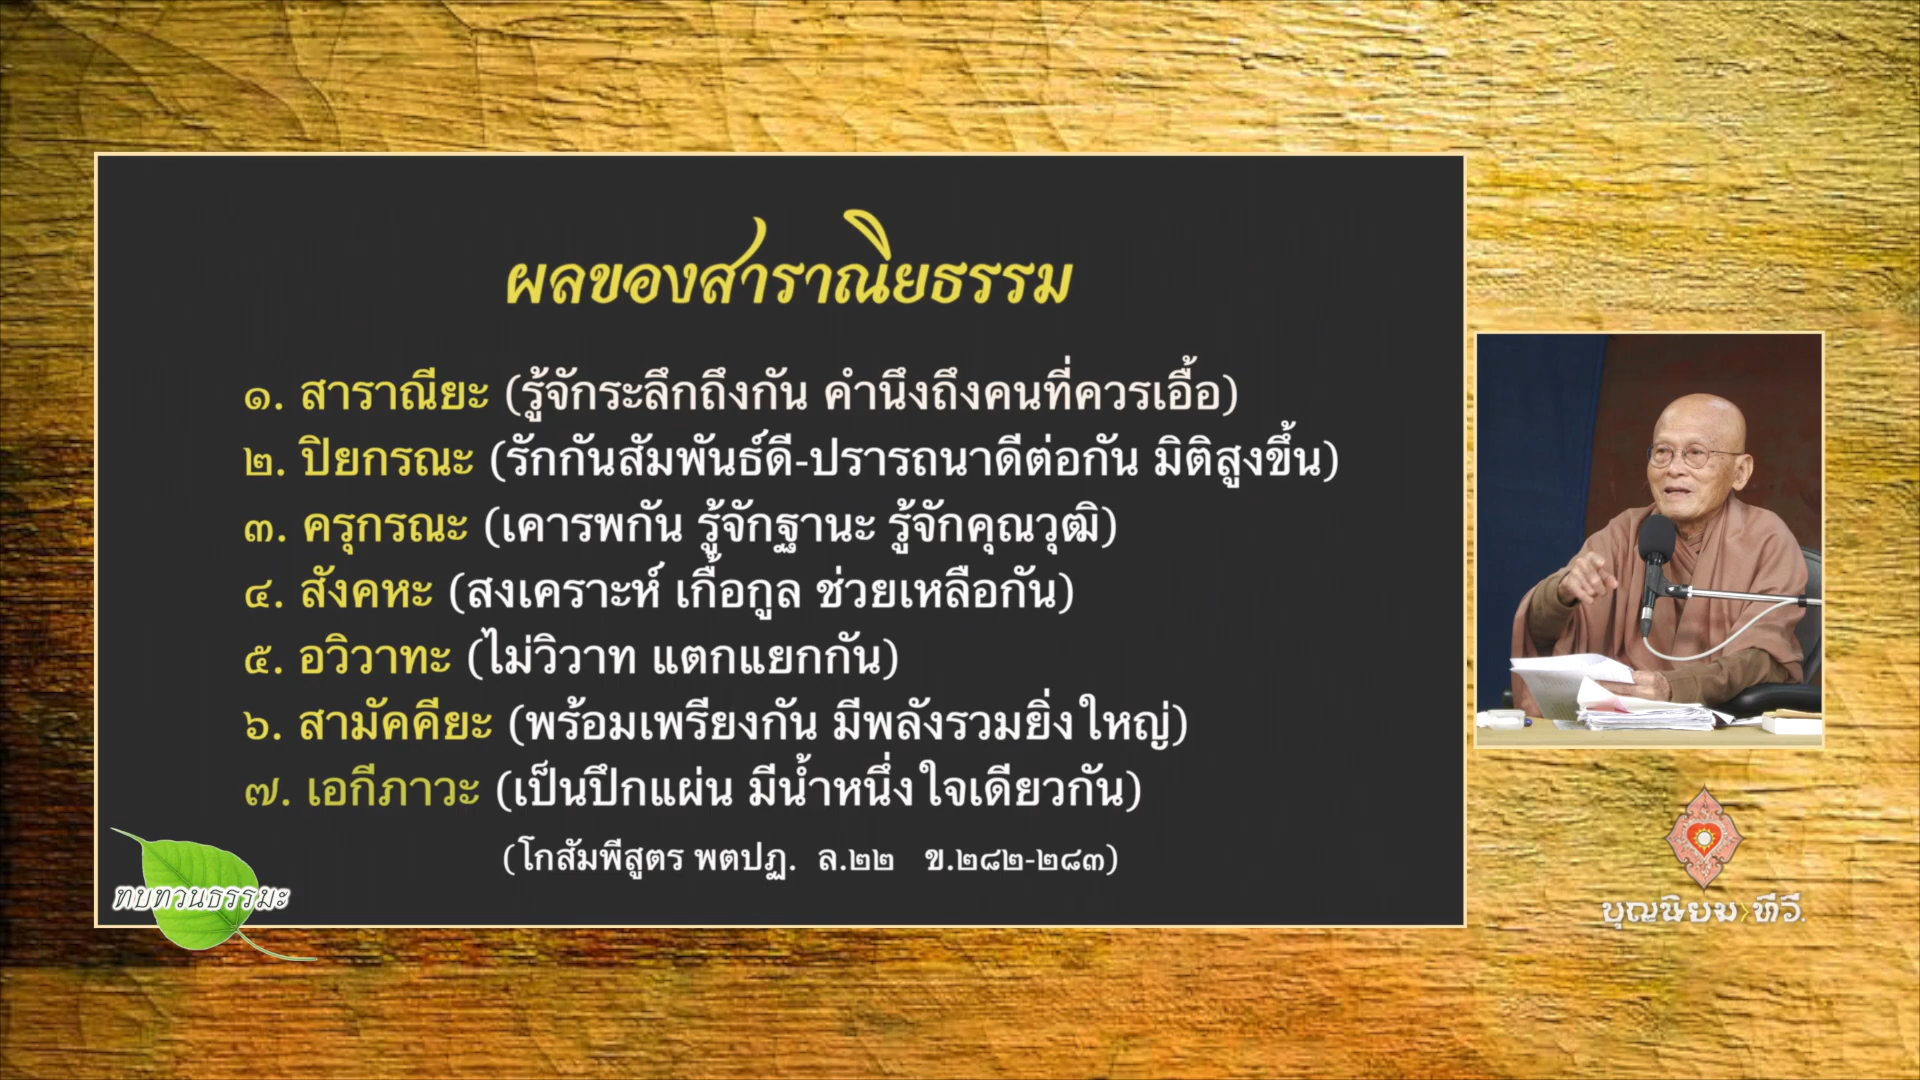 ผลของสาราณิยธรรม
๑. สาราณียะ (รู้จักระลึกถึงกัน คำนึงถึงคนที่ควรเอื้อ)
๒. ปิยกรณะ (รักกันสัมพันธ์ดี-ปรารถนาดีต่อกัน มิติสูงขึ้น)
๓. ครุกรณะ (เคารพกัน รู้จักฐานะ รู้จักคุณวุฒิ)
๔. สังคหะ (สงเคราะห์ เกื้อกูล ช่วยเหลือกัน)
๕. อวิวาทะ (ไม่วิวาท แตกแยกกัน)
๖. สามัคคียะ (พร้อมเพรียงกัน มีพลังรวมยิ่งใหญ่)
๗. เอกีภาวะ (เป็นปึกแผ่น มีน้ำหนึ่งใจเดียวกัน)
(โกสัมพีสูตร พตปฎ. ล.๒๒ ข.๒๘๒-๒๘๓)
ทบทวนธรรมะ
บุญนิยม>ทีวี.